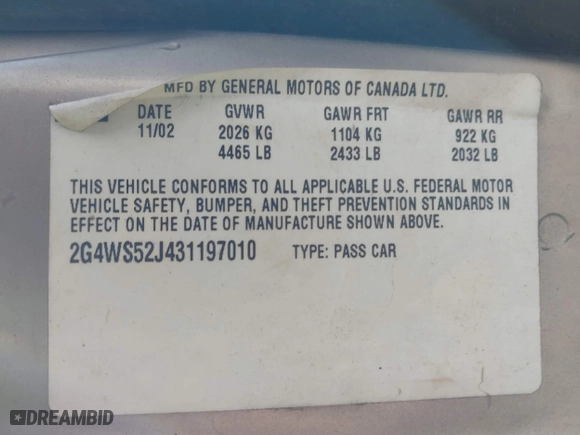 MFD BY GENERAL MOTORS OF CANADA LTD.
DATE GVWR GAWR FRT GAWR RR
11/02 2026 KG 1104 KG 922 KG
4465 LB 2433 LB 2032 LB
THIS VEHICLE CONFORMS TO ALL APPLICABLE U.S. FEDERAL MOTOR
VEHICLE SAFETY, BUMPER, AND THEFT PREVENTION STANDARDS IN
EFFECT ON THE DATE OF MANUFACTURE SHOWN ABOVE.
2G4WS52J431197010 TYPE: PASS CAR
DREAMBID